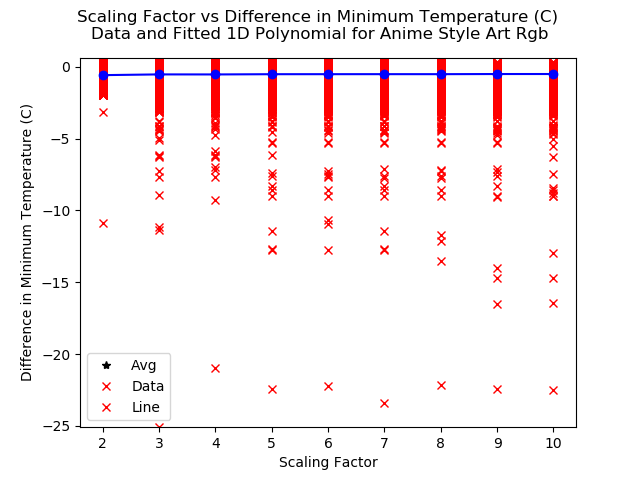 Scaling Factor vs Difference in Minimum Temperature (C)
Data and Fitted 1D Polynomial for Anime Style Art Rgb
Difference in Minimum Temperature (C)
0
−5
−10
−15
−20
−25
Avg
Data
Line
2 3 4 5 6 7 8 9 10
Scaling Factor